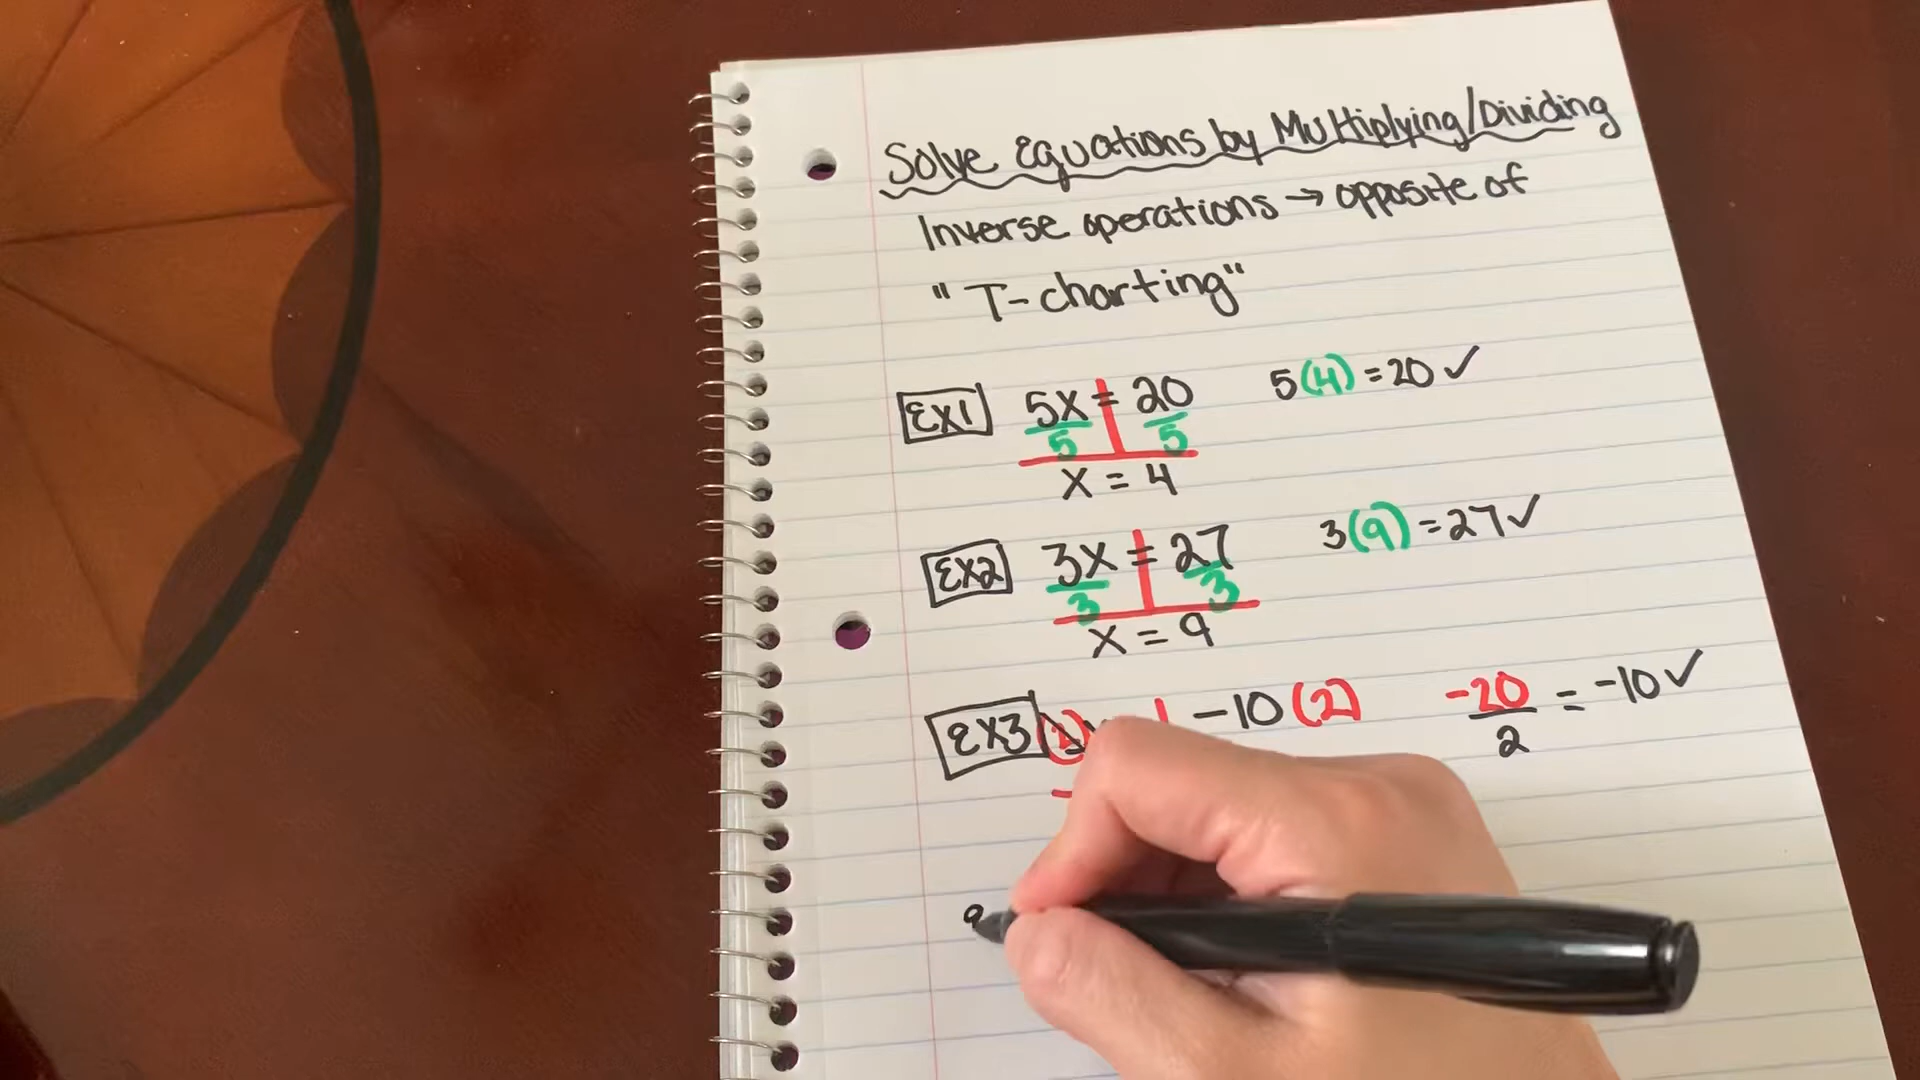 Solve Equations by Multiplying/Dividing
Inverse operations → opposite of
"T-charting"
EX1 5x = 20 5(4) = 20 ✓
5 5
x = 4
EX2 3x = 27 3(9) = 27 ✓
3 3
x = 9
EX3 -10 (2) -20 = -10 ✓
2